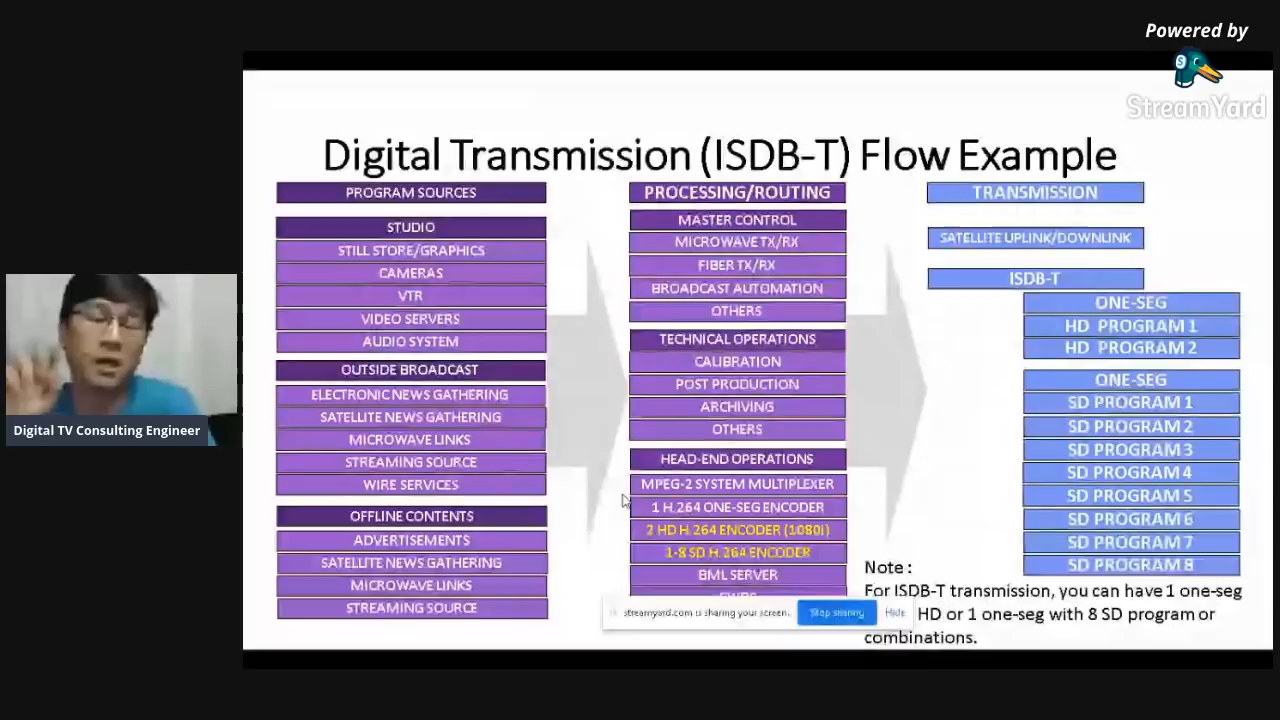 Powered by
StreamYard
Digital Transmission (ISDB-T) Flow Example
PROGRAM SOURCES
STUDIO
STILL STORE/GRAPHICS
CAMERAS
VTR
VIDEO SERVERS
AUDIO SYSTEM
OUTSIDE BROADCAST
ELECTRONIC NEWS GATHERING
SATELLITE NEWS GATHERING
MICROWAVE LINKS
STREAMING SOURCE
WIRE SERVICES
OFFLINE CONTENTS
ADVERTISEMENTS
SATELLITE NEWS GATHERING
MICROWAVE LINKS
STREAMING SOURCE
PROCESSING/ROUTING
MASTER CONTROL
MICROWAVE TX/RX
FIBER TX/RX
BROADCAST AUTOMATION
OTHERS
TECHNICAL OPERATIONS
CALIBRATION
POST PRODUCTION
ARCHIVING
OTHERS
HEAD-END OPERATIONS
MPEG-2 SYSTEM MULTIPLEXER
1 H.264 ONE-SEG ENCODER
2 HD H.264 ENCODER (1080i)
1-8 SD H.264 ENCODER
BML SERVER
TRANSMISSION
SATELLITE UPLINK/DOWNLINK
ISDB-T
ONE-SEG
HD PROGRAM 1
HD PROGRAM 2
ONE-SEG
SD PROGRAM 1
SD PROGRAM 2
SD PROGRAM 3
SD PROGRAM 4
SD PROGRAM 5
SD PROGRAM 6
SD PROGRAM 7
SD PROGRAM 8
Note :
For ISDB-T transmission, you can have 1 one-seg
HD or 1 one-seg with 8 SD program or
combinations.
streamyard.com is sharing your screen.
Stop sharing
Hide
Digital TV Consulting Engineer